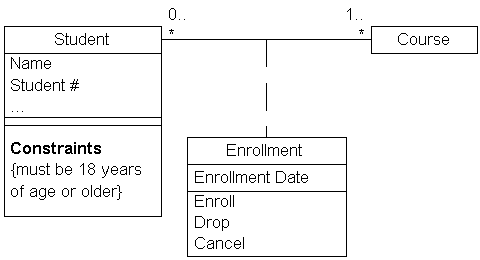 0..
*
1..
*
Student
Course
Name
Student #
...
Constraints
{must be 18 years
of age or older}
Enrollment
Enrollment Date
Enroll
Drop
Cancel